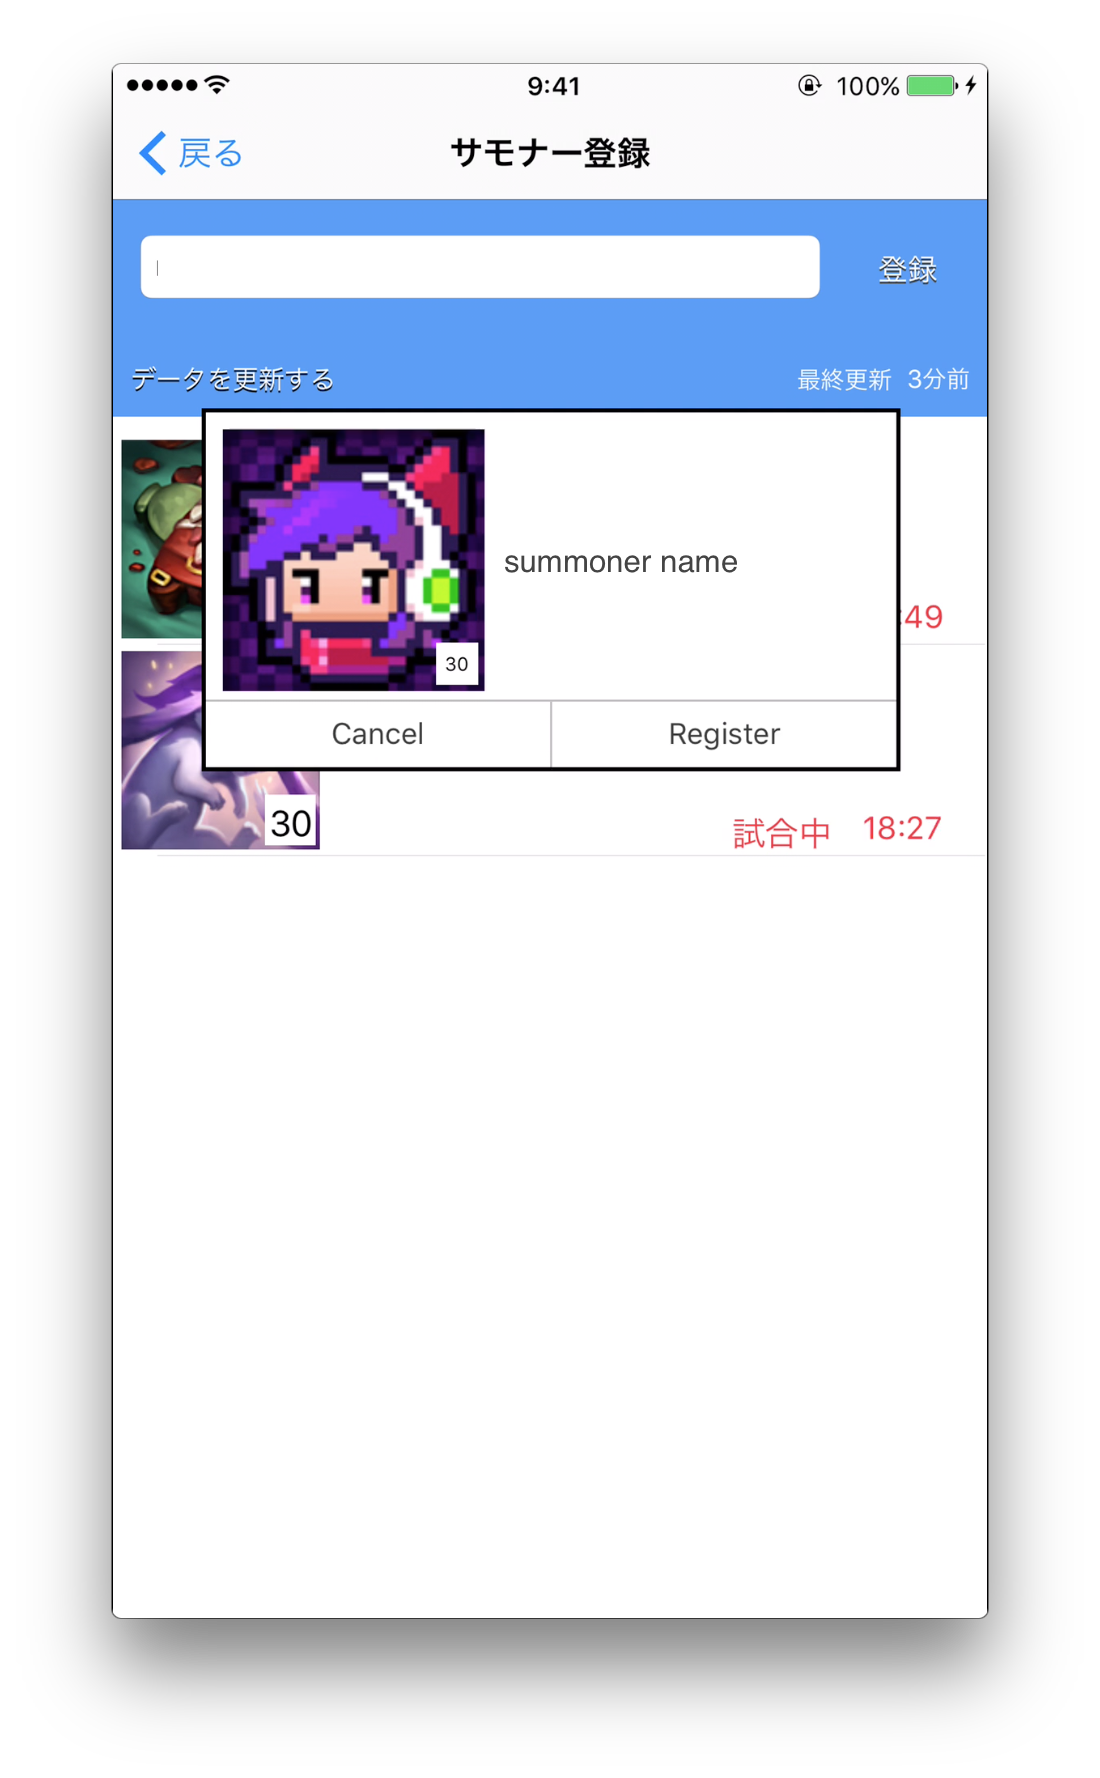 9:41
100%
戻る
サモナー登録
登録
データを更新する
最終更新 3分前
summoner name
:49
30
Cancel
Register
30
試合中 18:27